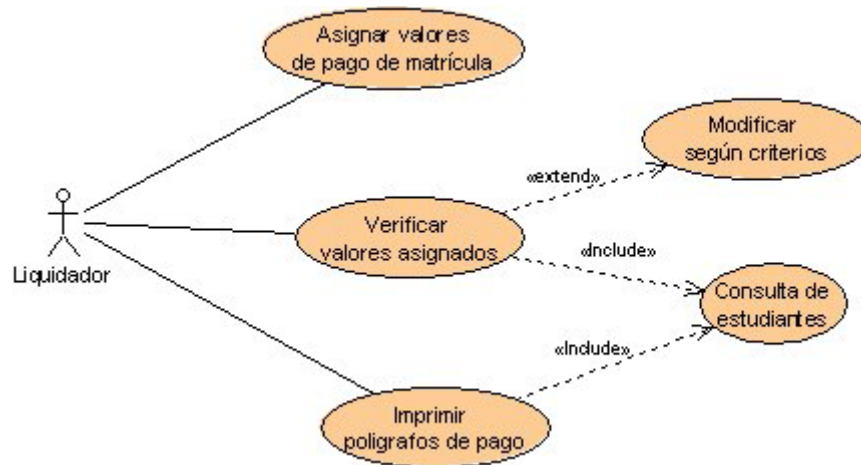 Asignar valores
de pago de matrícula
Modificar
según criterios
«extend»
Verificar
valores asignados
«Include»
Liquidador
Consulta de
estudiantes
«Include»
Imprimir
poligrafos de pago